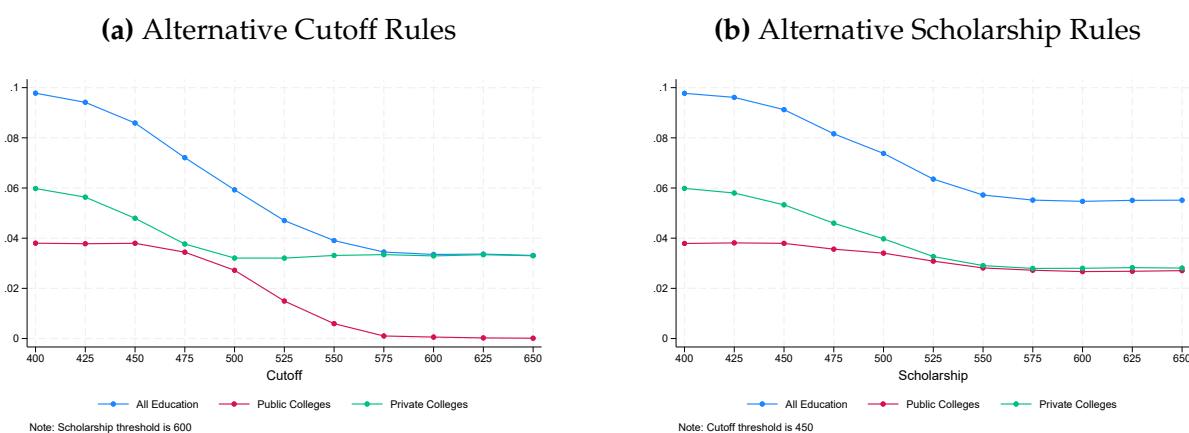 (a) Alternative Cutoff Rules
.1
.08
.06
.04
.02
0
400 425 450 475 500 525 550 575 600 625 650
Cutoff
All Education Public Colleges Private Colleges
Note: Scholarship threshold is 600
(b) Alternative Scholarship Rules
.1
.08
.06
.04
.02
0
400 425 450 475 500 525 550 575 600 625 650
Scholarship
All Education Public Colleges Private Colleges
Note: Cutoff threshold is 450